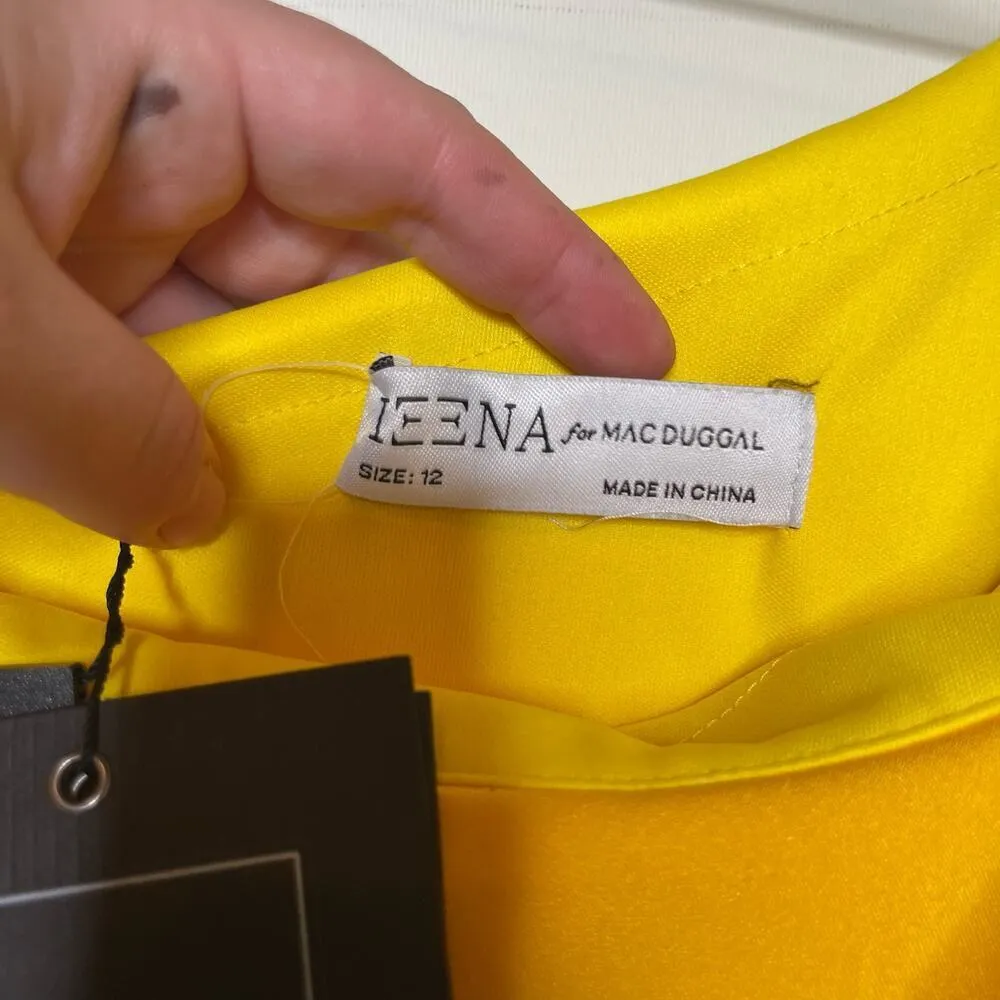 IEENA for MAC DUGGAL
SIZE: 12
MADE IN CHINA